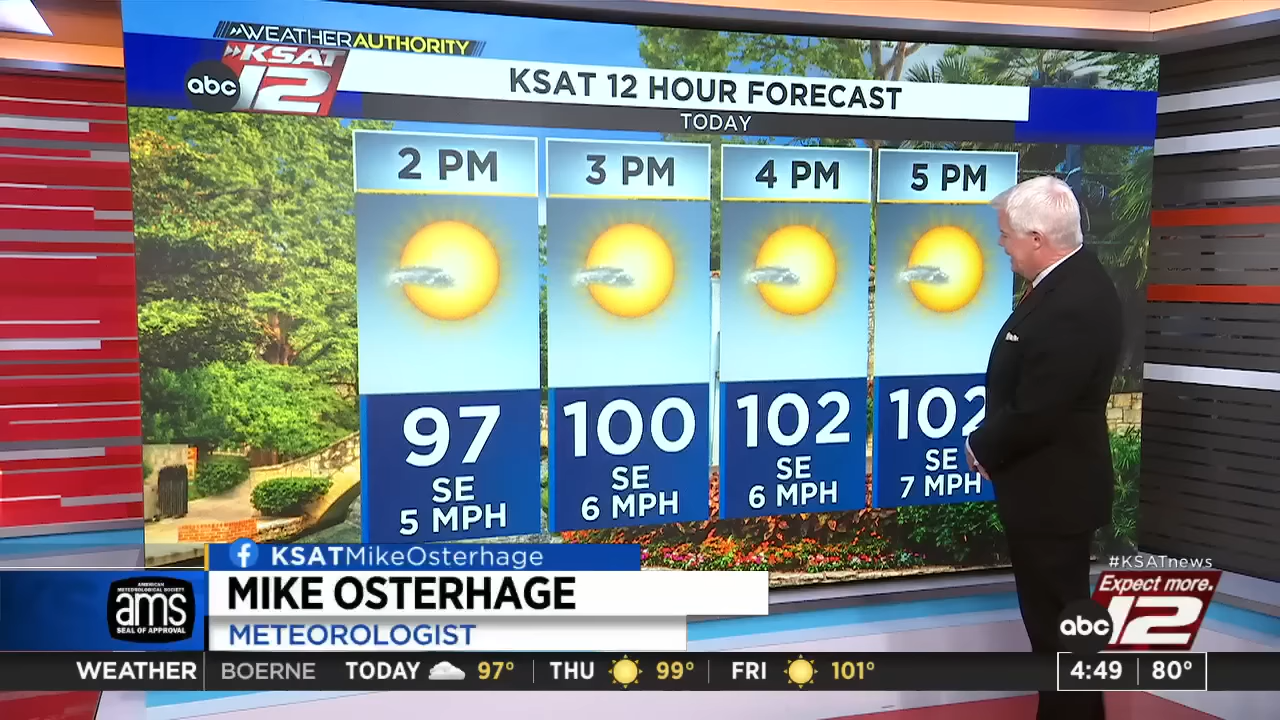 WEATHERAUTHORITY
KSAT
abc 12
KSAT 12 HOUR FORECAST
TODAY
2 PM
97
SE
5 MPH
3 PM
100
SE
6 MPH
4 PM
102
SE
6 MPH
5 PM
102
SE
7 MPH
KSATMikeOsterhage
MIKE OSTERHAGE
METEOROLOGIST
AMERICAN
METEOROLOGICAL SOCIETY
ams
SEAL OF APPROVAL
#KSATnews
Expect more.
abc 12
WEATHER BOERNE TODAY 97° THU 99° FRI 101° 4:49 80°